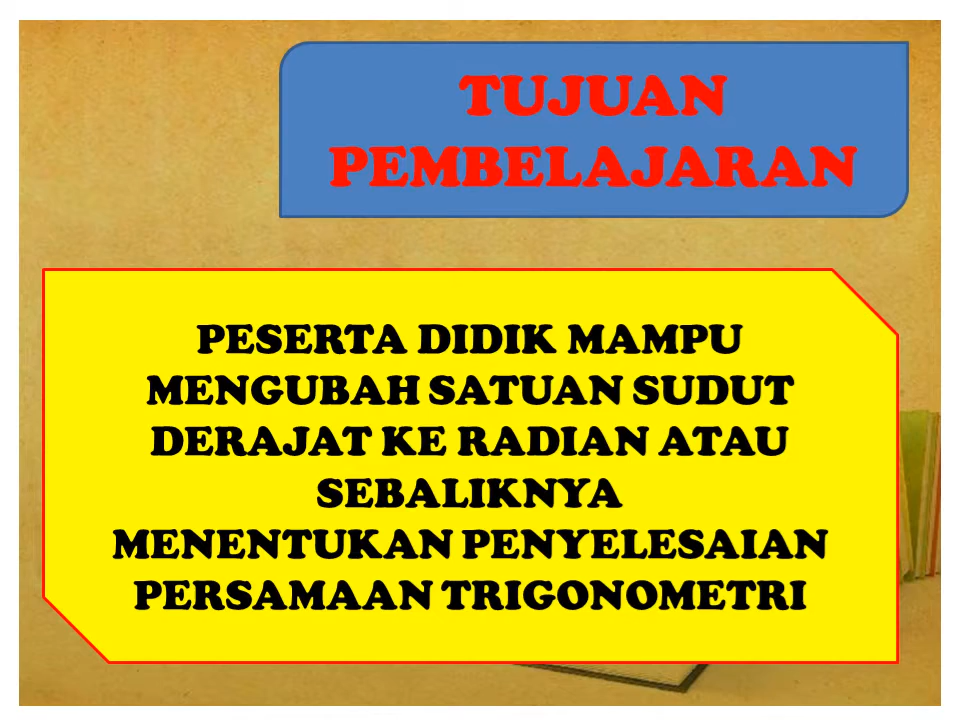 TUJUAN
PEMBELAJARAN
PESERTA DIDIK MAMPU
MENGUBAH SATUAN SUDUT
DERAJAT KE RADIAN ATAU
SEBALIKNYA
MENENTUKAN PENYELESAIAN
PERSAMAAN TRIGONOMETRI